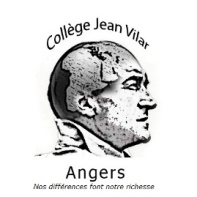 Collège Jean Vilar
Angers
Nos différences font notre richesse